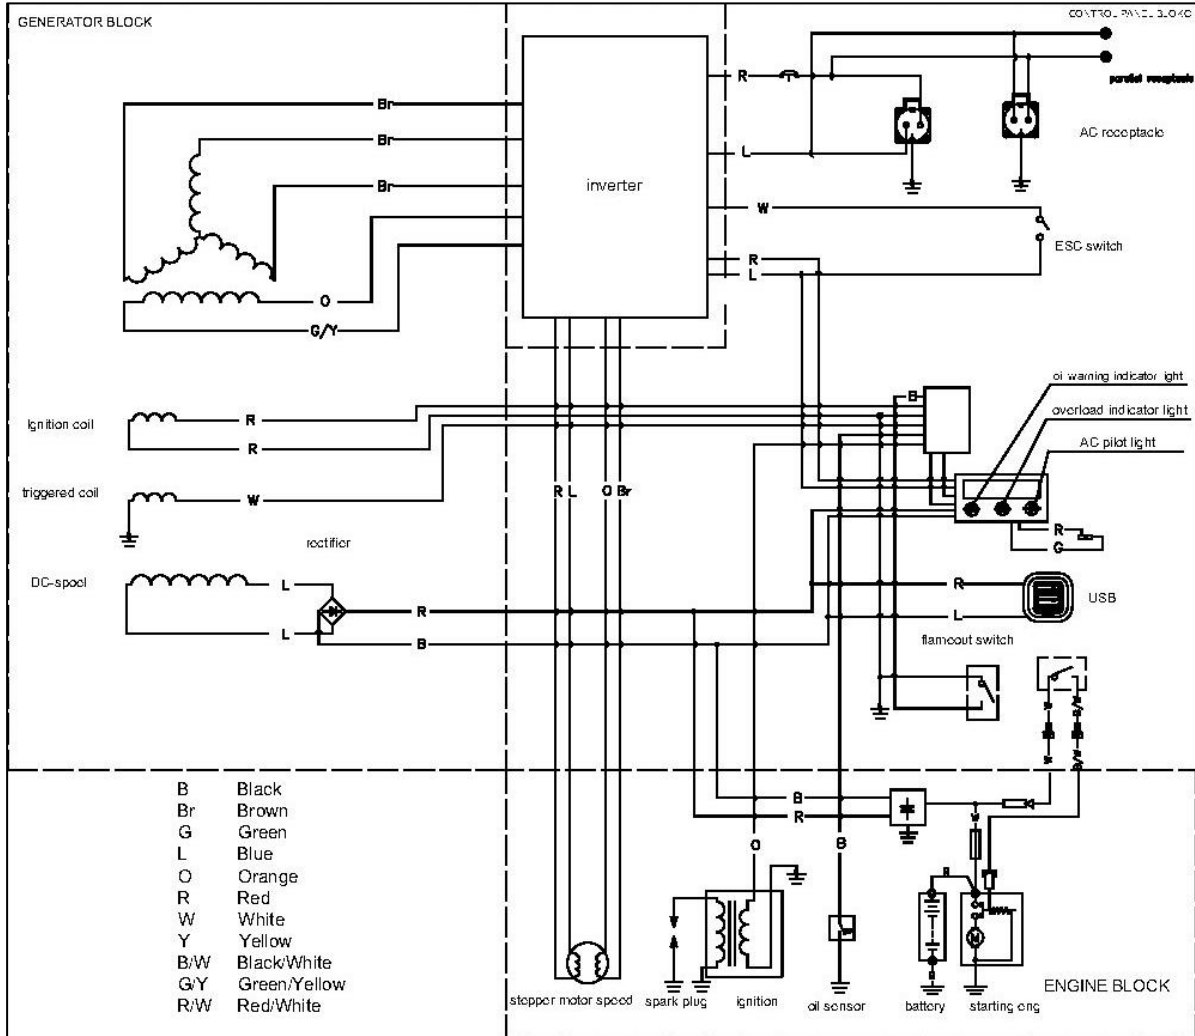 GENERATOR BLOCK
parallel receptacle
Br
R
Br
AC receptacle
L
inverter
Br
W
ESC switch
R
L
O
G/Y
oil warning indicator light
B
overload indicator light
Ignition coil
R
AC pilot light
R
triggered coil
W
R L O Br
rectifier
R
G
DC-spool
L
R
USB
R
L
L
flameout switch
B
W B/W
W B/W
B Black
Br Brown
G Green
L Blue
O Orange
R Red
W White
Y Yellow
B/W Black/White
G/Y Green/Yellow
R/W Red/White
B
R
W
O
B
M
stepper motor speed
spark plug
ignition
oil sensor
battery
starting eng
ENGINE BLOCK